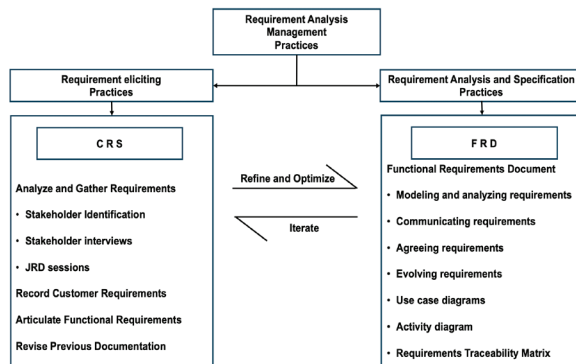 Requirement Analysis
Management
Practices
Requirement eliciting
Practices
Requirement Analysis and Specification
Practices
C R S
Analyze and Gather Requirements
• Stakeholder Identification
• Stakeholder interviews
• JRD sessions
Record Customer Requirements
Articulate Functional Requirements
Revise Previous Documentation
Refine and Optimize
Iterate
F R D
Functional Requirements Document
• Modeling and analyzing requirements
• Communicating requirements
• Agreeing requirements
• Evolving requirements
• Use case diagrams
• Activity diagram
• Requirements Traceability Matrix